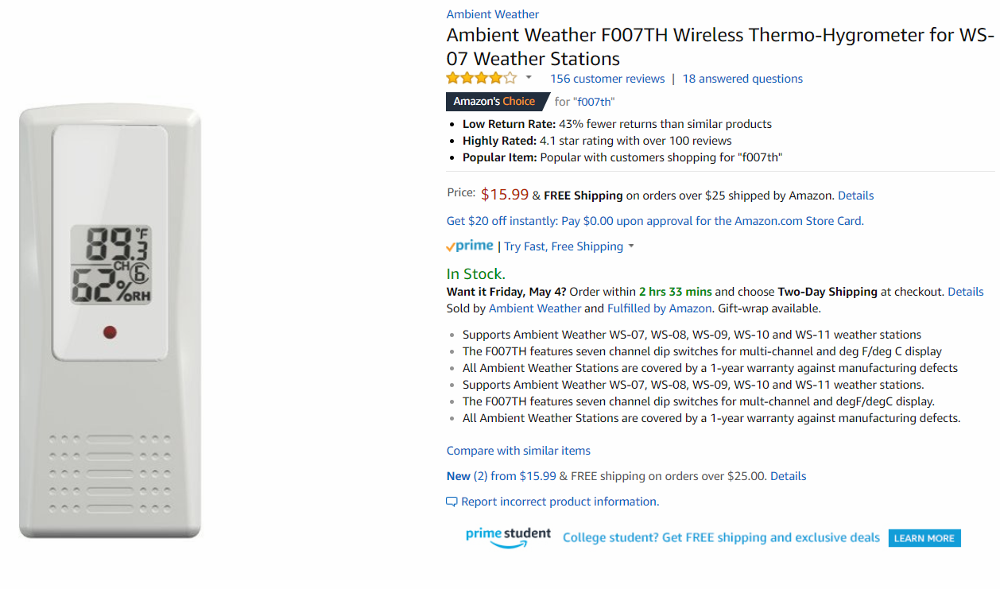 Ambient Weather
Ambient Weather F007TH Wireless Thermo-Hygrometer for WS-
07 Weather Stations
156 customer reviews | 18 answered questions
Amazon's Choice for "f007th"
• Low Return Rate: 43% fewer returns than similar products
• Highly Rated: 4.1 star rating with over 100 reviews
• Popular Item: Popular with customers shopping for "f007th"
Price: $15.99 & FREE Shipping on orders over $25 shipped by Amazon. Details
Get $20 off instantly: Pay $0.00 upon approval for the Amazon.com Store Card.
prime | Try Fast, Free Shipping
In Stock.
Want it Friday, May 4? Order within 2 hrs 33 mins and choose Two-Day Shipping at checkout. Details
Sold by Ambient Weather and Fulfilled by Amazon. Gift-wrap available.
• Supports Ambient Weather WS-07, WS-08, WS-09, WS-10 and WS-11 weather stations
• The F007TH features seven channel dip switches for multi-channel and deg F/deg C display
• All Ambient Weather Stations are covered by a 1-year warranty against manufacturing defects
• Supports Ambient Weather WS-07, WS-08, WS-09, WS-10 and WS-11 weather stations.
• The F007TH features seven channel dip switches for mult-channel and degF/degC display.
• All Ambient Weather Stations are covered by a 1-year warranty against manufacturing defects.
Compare with similar items
New (2) from $15.99 & FREE shipping on orders over $25.00. Details
Report incorrect product information.
prime student College student? Get FREE shipping and exclusive deals LEARN MORE
89.3 °F
CH 6
62% RH